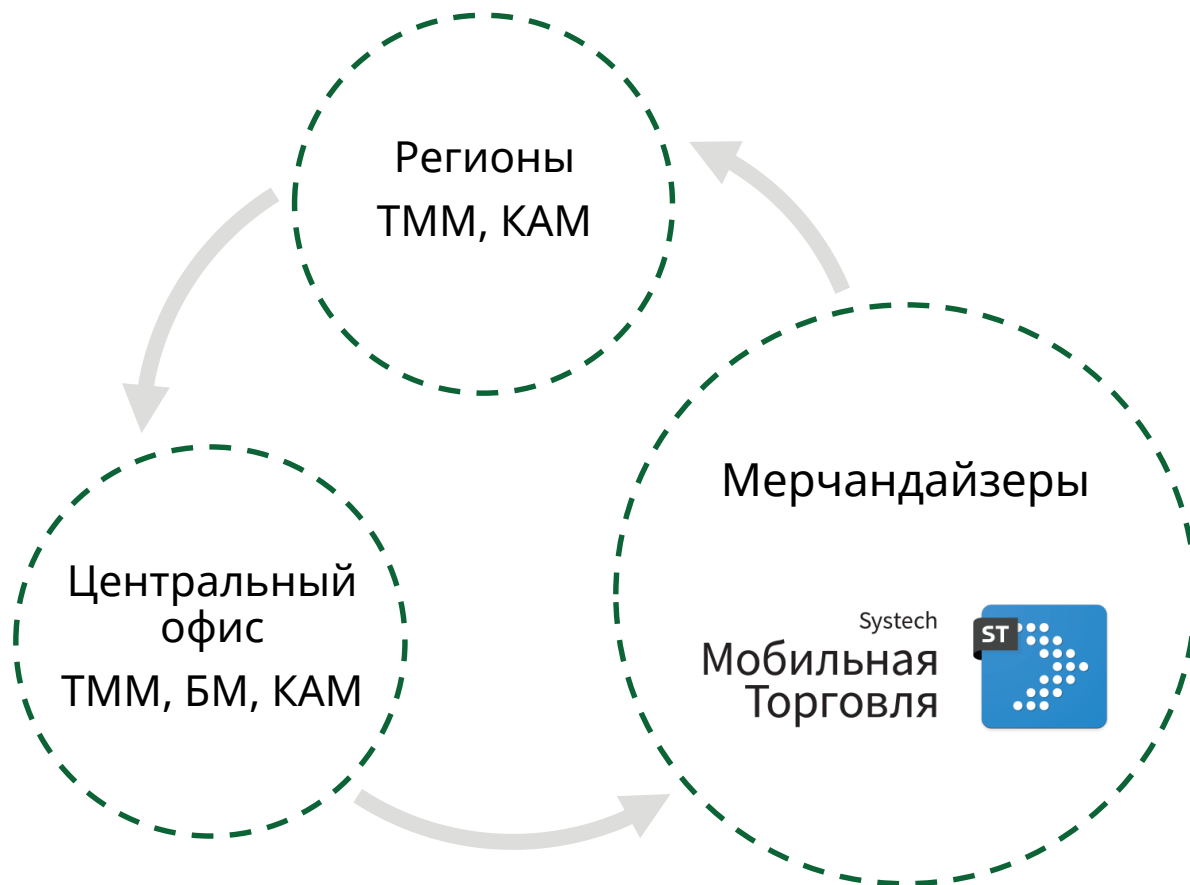 Регионы
ТММ, КАМ
Центральный
офис
ТММ, БМ, КАМ
Мерчандайзеры
Systech
Мобильная
Торговля
ST